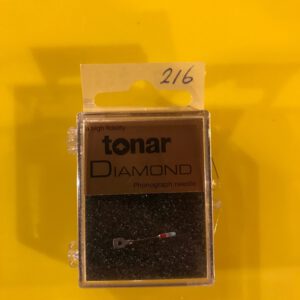 216
high fidelity
tonar
DIAMOND
Phonograph needle